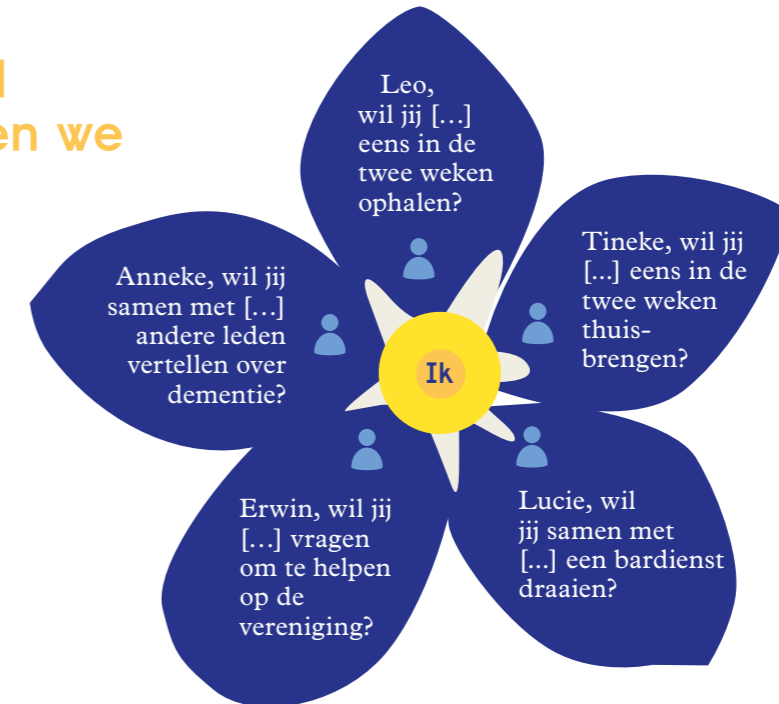 en we
Leo,
wil jij […]
eens in de
twee weken
ophalen?
Tineke, wil jij
[...] eens in de
twee weken
thuis-
brengen?
Anneke, wil jij
samen met […]
andere leden
vertellen over
dementie?
Ik
Erwin, wil jij
[…] vragen
om te helpen
op de
vereniging?
Lucie, wil
jij samen met
[...] een bardienst
draaien?